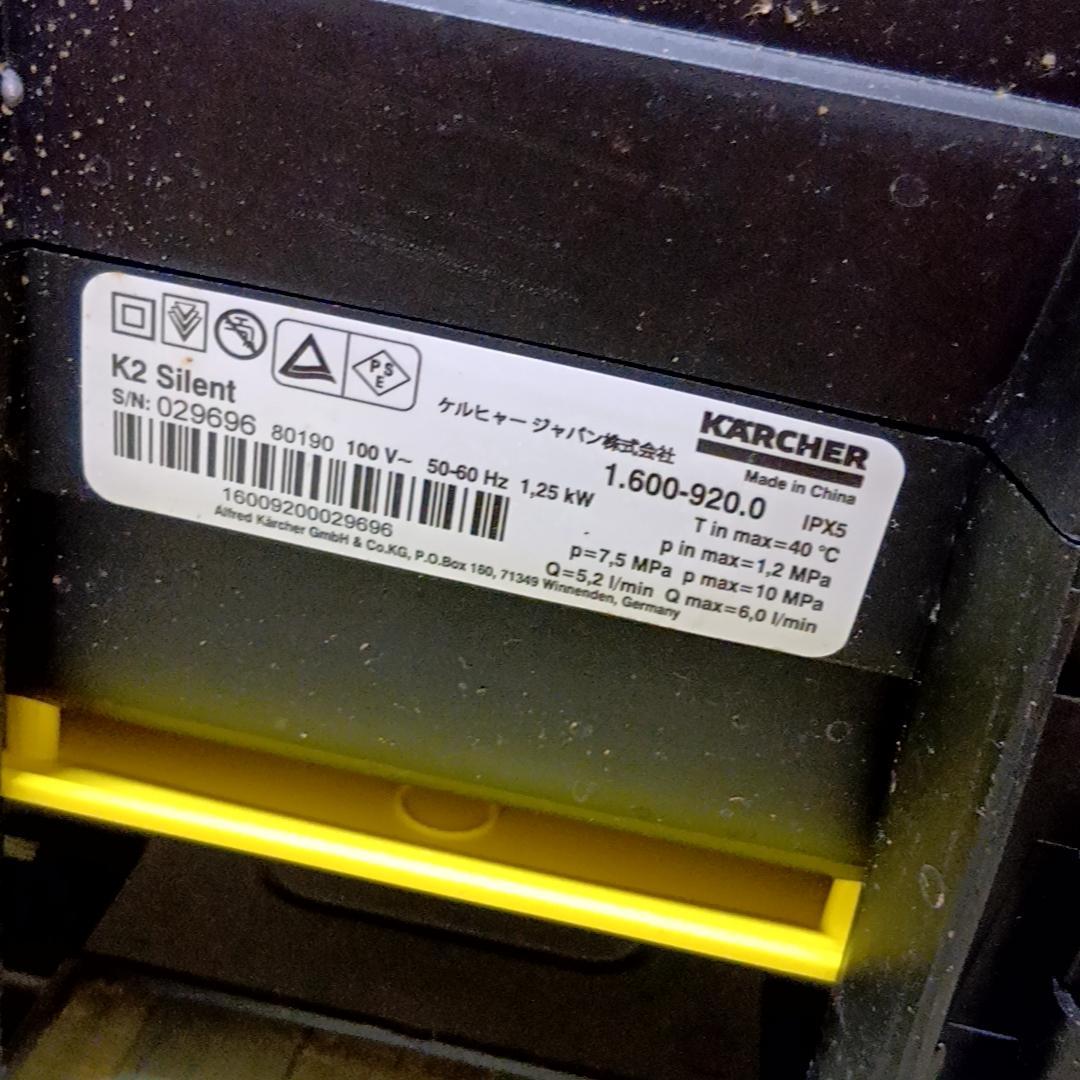 PSE
K2 Silent
S/N: 029696 80190 100 V~ 50-60 Hz 1,25 kW
16009200029696
Alfred Kärcher GmbH & Co.KG, P.O.Box 160, 71349 Winnenden, Germany
ケルヒャー ジャパン株式会社
KÄRCHER
Made in China
1.600-920.0 IPX5
T in max=40 °C
p in max=1,2 MPa
p=7,5 MPa p max=10 MPa
Q=5,2 l/min Q max=6,0 l/min